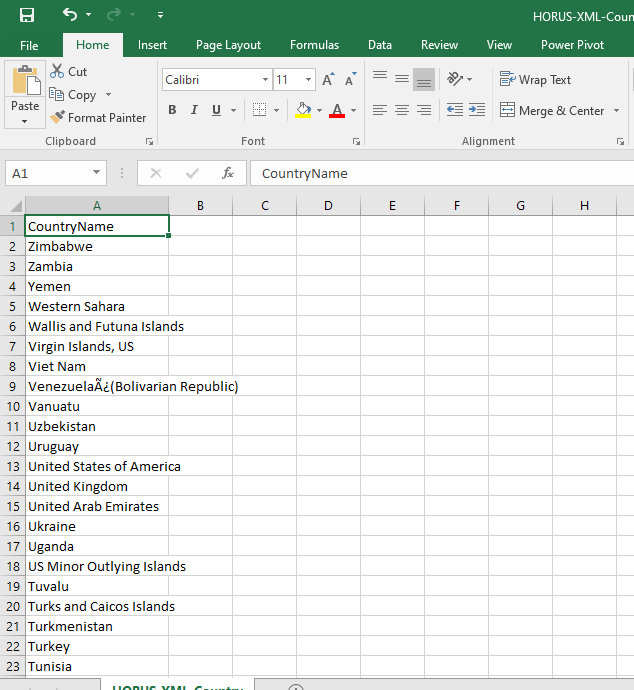 HORUS-XML-Coun
File Home Insert Page Layout Formulas Data Review View Power Pivot
Paste
Cut
Copy
Format Painter
Clipboard
Calibri 11 A A
B I U A
Font
Wrap Text
Merge & Center
Alignment
A1 fx CountryName
A B C D E F G H
1 CountryName
2 Zimbabwe
3 Zambia
4 Yemen
5 Western Sahara
6 Wallis and Futuna Islands
7 Virgin Islands, US
8 Viet Nam
9 VenezuelaÃ¿(Bolivarian Republic)
10 Vanuatu
11 Uzbekistan
12 Uruguay
13 United States of America
14 United Kingdom
15 United Arab Emirates
16 Ukraine
17 Uganda
18 US Minor Outlying Islands
19 Tuvalu
20 Turks and Caicos Islands
21 Turkmenistan
22 Turkey
23 Tunisia
HORUS-XML-Country